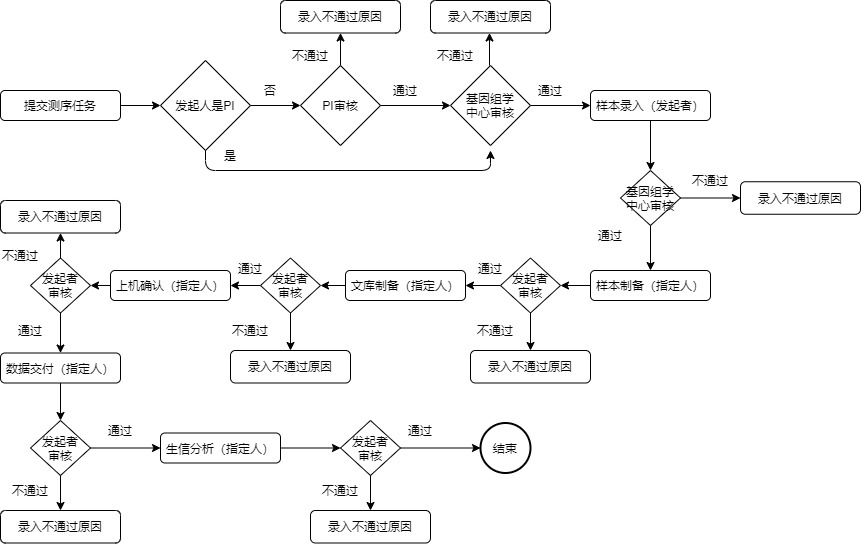 录入不通过原因
录入不通过原因
不通过
不通过
提交测序任务
发起人是PI
否
PI审核
通过
基因组学
中心审核
通过
样本录入（发起者）
是
基因组学
中心审核
不通过
录入不通过原因
通过
录入不通过原因
不通过
发起者
审核
上机确认（指定人）
通过
发起者
审核
文库制备（指定人）
通过
发起者
审核
样本制备（指定人）
通过
不通过
不通过
数据交付（指定人）
录入不通过原因
录入不通过原因
发起者
审核
通过
生信分析（指定人）
发起者
审核
通过
结束
不通过
不通过
录入不通过原因
录入不通过原因